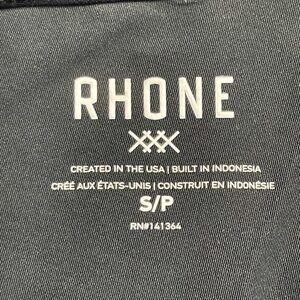 RHONE
CREATED IN THE USA | BUILT IN INDONESIA
CRÉÉ AUX ÉTATS-UNIS | CONSTRUIT EN INDONÉSIE
S/P
RN#141364